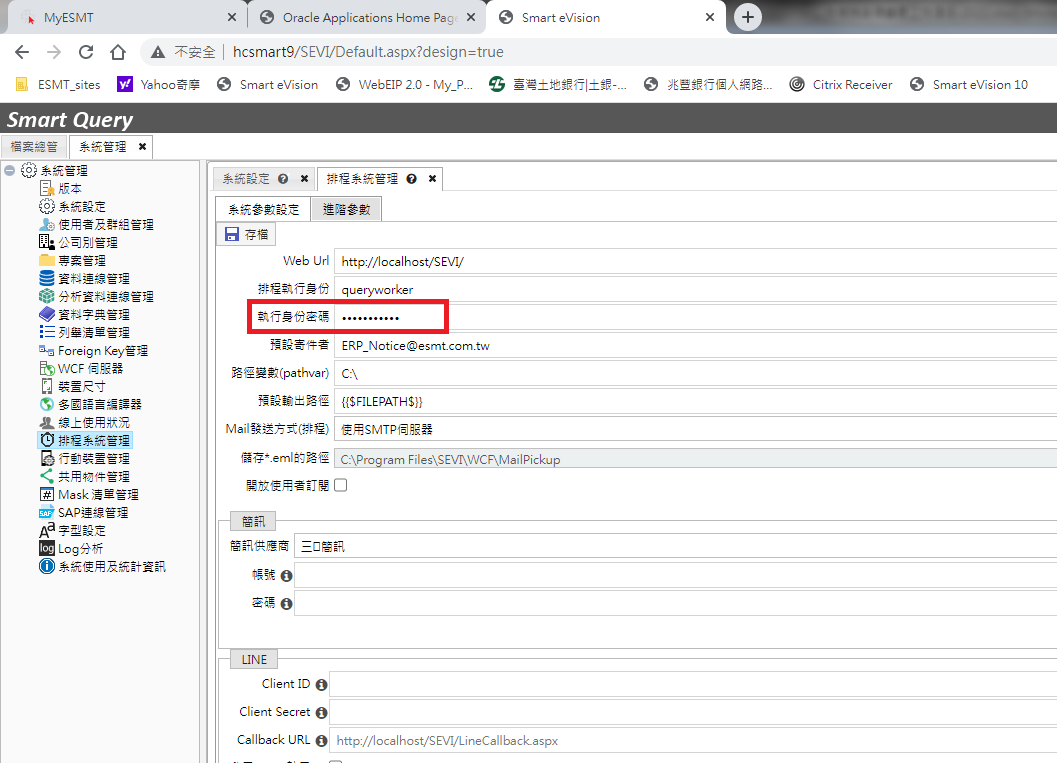 MyESMT
Oracle Applications Home Page
Smart eVision
不安全
hcsmart9/SEVI/Default.aspx?design=true
ESMT_sites
Yahoo奇摩
Smart eVision
WebEIP 2.0 - My_P...
臺灣土地銀行|土銀-...
兆豐銀行個人網路...
Citrix Receiver
Smart eVision 10
Smart Query
檔案總管
系統管理
系統管理
版本
系統設定
使用者及群組管理
公司別管理
專案管理
資料連線管理
分析資料連線管理
資料字典管理
列舉清單管理
Foreign Key管理
WCF 伺服器
裝置尺寸
多國語言編譯器
線上使用狀況
排程系統管理
行動裝置管理
共用物件管理
Mask 清單管理
SAP連線管理
字型設定
Log分析
系統使用及統計資訊
系統設定
排程系統管理
系統參數設定
進階參數
存檔
Web Url http://localhost/SEVI/
排程執行身份 queryworker
執行身份密碼 •••••••••••
預設寄件者 ERP_Notice@esmt.com.tw
路徑變數(pathvar) C:\
預設輸出路徑 {{$FILEPATH$}}
Mail發送方式(排程) 使用SMTP伺服器
儲存*.eml的路徑 C:\Program Files\SEVI\WCF\MailPickup
開放使用者訂閱
簡訊
簡訊供應商 三□簡訊
帳號
密碼
LINE
Client ID
Client Secret
Callback URL http://localhost/SEVI/LineCallback.aspx